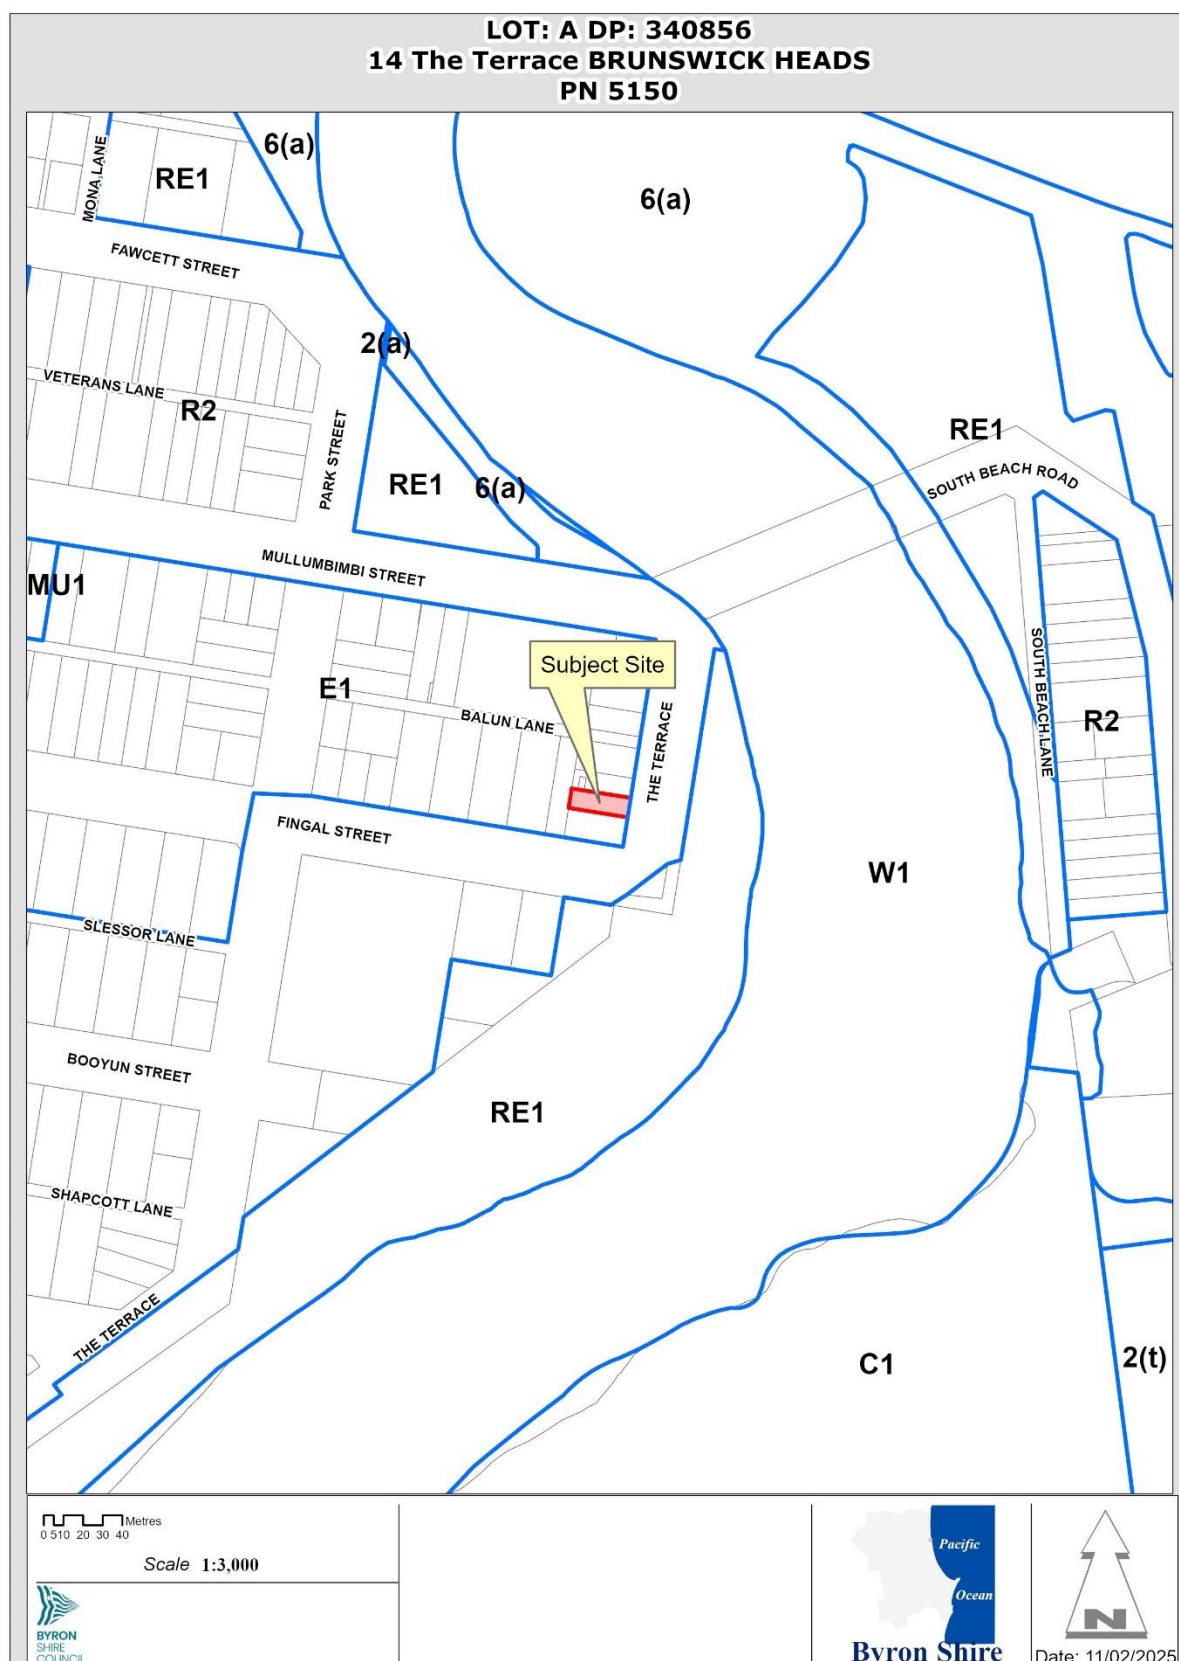 LOT: A DP: 340856
14 The Terrace BRUNSWICK HEADS
PN 5150
6(a)
MONA LANE
RE1
6(a)
FAWCETT STREET
2(a)
VETERANS LANE
R2
PARK STREET
RE1
6(a)
RE1
SOUTH BEACH ROAD
MULLUMBIMBI STREET
MU1
Subject Site
E1
BALUN LANE
THE TERRACE
SOUTH BEACH LANE
R2
FINGAL STREET
W1
SLESSOR LANE
BOOYUN STREET
RE1
SHAPCOTT LANE
THE TERRACE
C1
2(t)
Metres
0 510 20 30 40
Scale 1:3,000
BYRON
SHIRE
COUNCIL
Pacific
Ocean
Byron Shire
N
Date: 11/02/2025